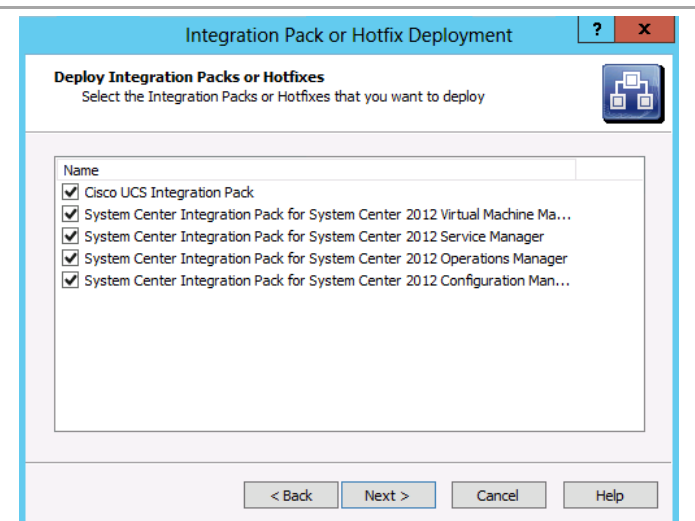 Integration Pack or Hotfix Deployment
? x
Deploy Integration Packs or Hotfixes
Select the Integration Packs or Hotfixes that you want to deploy
Name
Cisco UCS Integration Pack
System Center Integration Pack for System Center 2012 Virtual Machine Ma...
System Center Integration Pack for System Center 2012 Service Manager
System Center Integration Pack for System Center 2012 Operations Manager
System Center Integration Pack for System Center 2012 Configuration Man...
< Back Next > Cancel Help